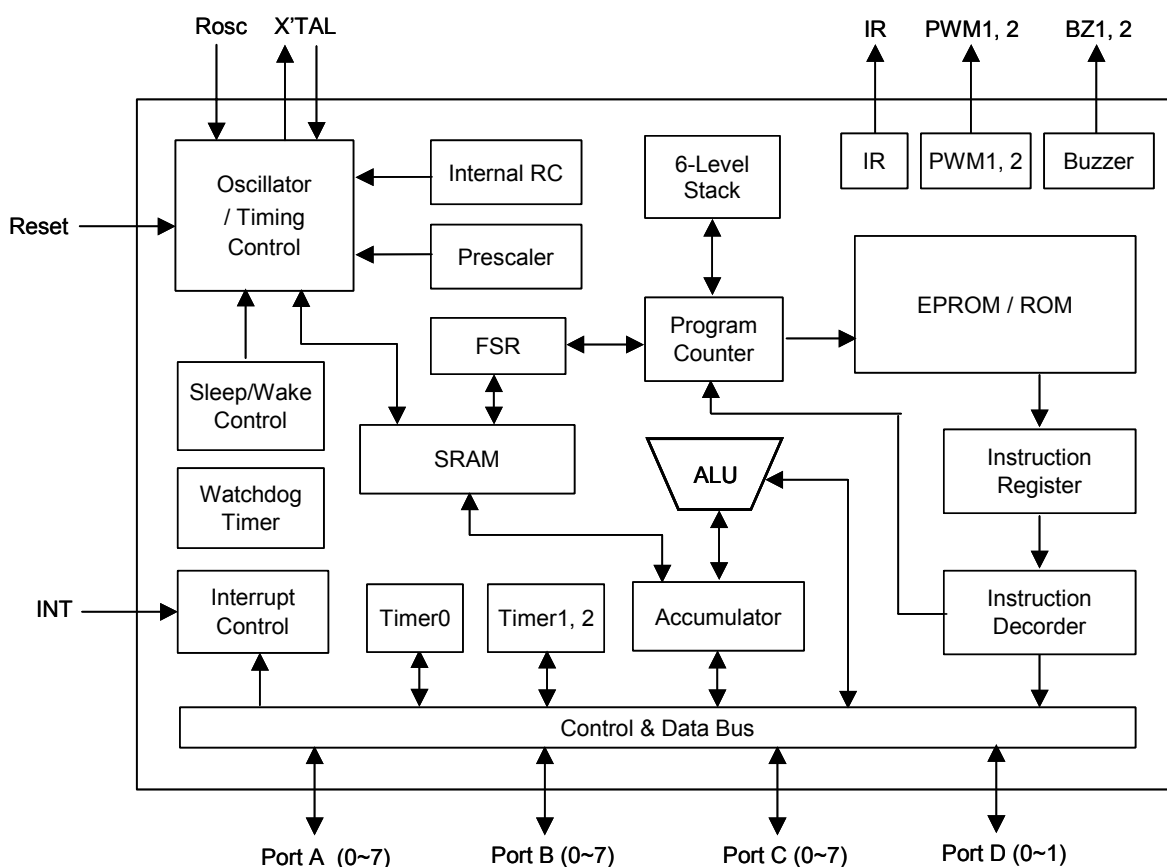 Rosc X'TAL IR PWM1, 2 BZ1, 2
Oscillator
/ Timing
Control
Internal RC
6-Level
Stack
IR
PWM1, 2
Buzzer
Reset
Prescaler
EPROM / ROM
Program
Counter
FSR
Sleep/Wake
Control
SRAM
ALU
Instruction
Register
Watchdog
Timer
INT
Interrupt
Control
Timer0
Timer1, 2
Accumulator
Instruction
Decorder
Control & Data Bus
Port A (0~7) Port B (0~7) Port C (0~7) Port D (0~1)